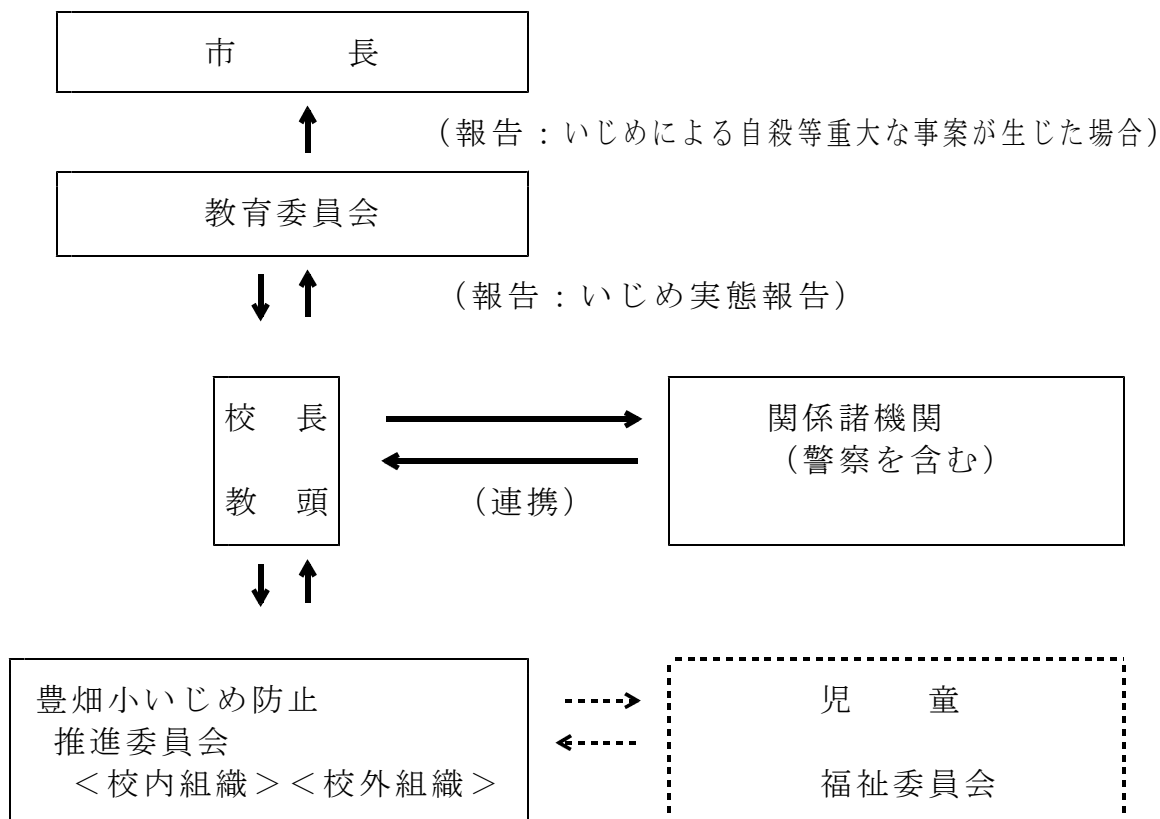 市　　　長
（報告：いじめによる自殺等重大な事案が生じた場合）
教育委員会
（報告：いじめ実態報告）
校　長
教　頭
（連携）
関係諸機関
（警察を含む）
豊畑小いじめ防止
推進委員会
＜校内組織＞＜校外組織＞
児　　童
福祉委員会